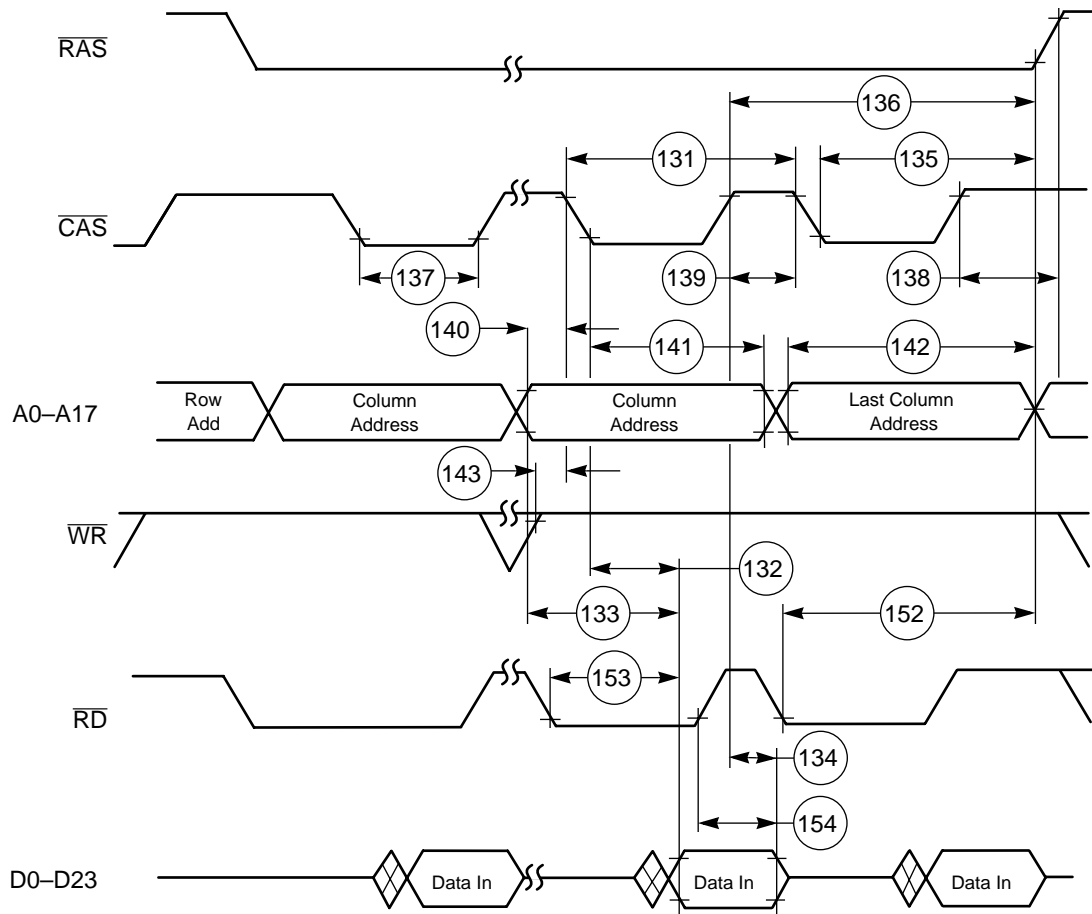 RAS
136
131
135
CAS
137
139
138
140
141
142
A0–A17
Row
Add
Column
Address
Column
Address
Last Column
Address
143
WR
132
133
152
153
RD
134
154
D0–D23
Data In
Data In
Data In